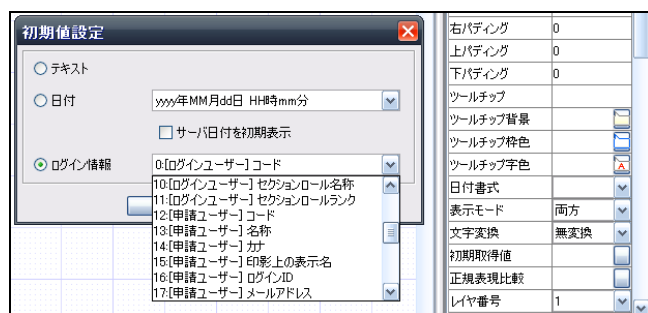 初期値設定
テキスト
日付
yyyy年MM月dd日 HH時mm分
サーバ日付を初期表示
ログイン情報
0:[ログインユーザー] コード
10:[ログインユーザー] セクションロール名称
11:[ログインユーザー] セクションロールランク
12:[申請ユーザー] コード
13:[申請ユーザー] 名称
14:[申請ユーザー] カナ
15:[申請ユーザー] 印影上の表示名
16:[申請ユーザー] ログインID
17:[申請ユーザー] メールアドレス
右パディング 0
上パディング 0
下パディング 0
ツールチップ
ツールチップ背景
ツールチップ枠色
ツールチップ字色
日付書式
表示モード 両方
文字変換 無変換
初期取得値
正規表現比較
レイヤ番号 1